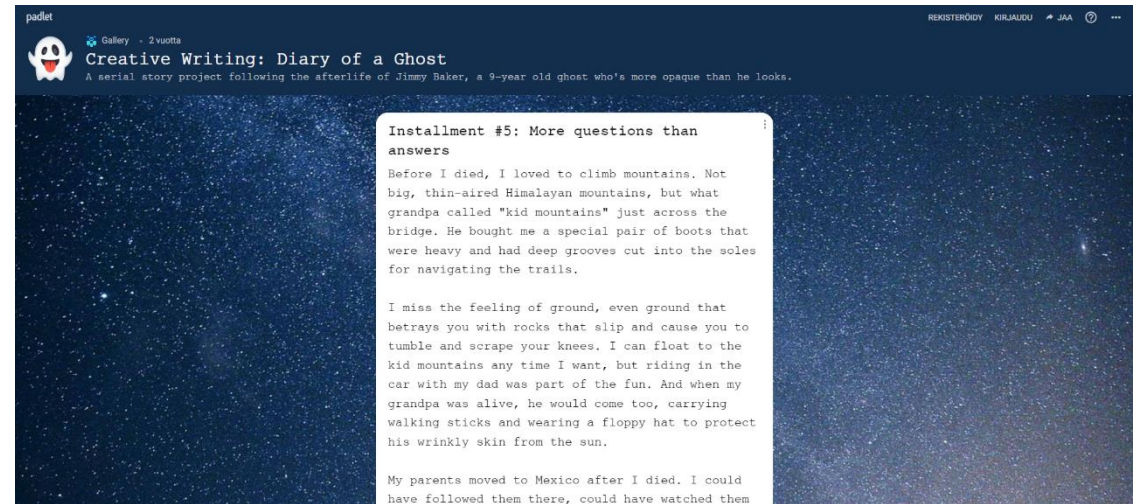 padlet
REKISTERÖIDY KIRJAUDU JAA
Gallery - 2 vuotta
Creative Writing: Diary of a Ghost
A serial story project following the afterlife of Jimmy Baker, a 9-year old ghost who's more opaque than he looks.
Installment #5: More questions than
answers
Before I died, I loved to climb mountains. Not
big, thin-aired Himalayan mountains, but what
grandpa called "kid mountains" just across the
bridge. He bought me a special pair of boots that
were heavy and had deep grooves cut into the soles
for navigating the trails.
I miss the feeling of ground, even ground that
betrays you with rocks that slip and cause you to
tumble and scrape your knees. I can float to the
kid mountains any time I want, but riding in the
car with my dad was part of the fun. And when my
grandpa was alive, he would come too, carrying
walking sticks and wearing a floppy hat to protect
his wrinkly skin from the sun.
My parents moved to Mexico after I died. I could
have followed them there, could have watched them